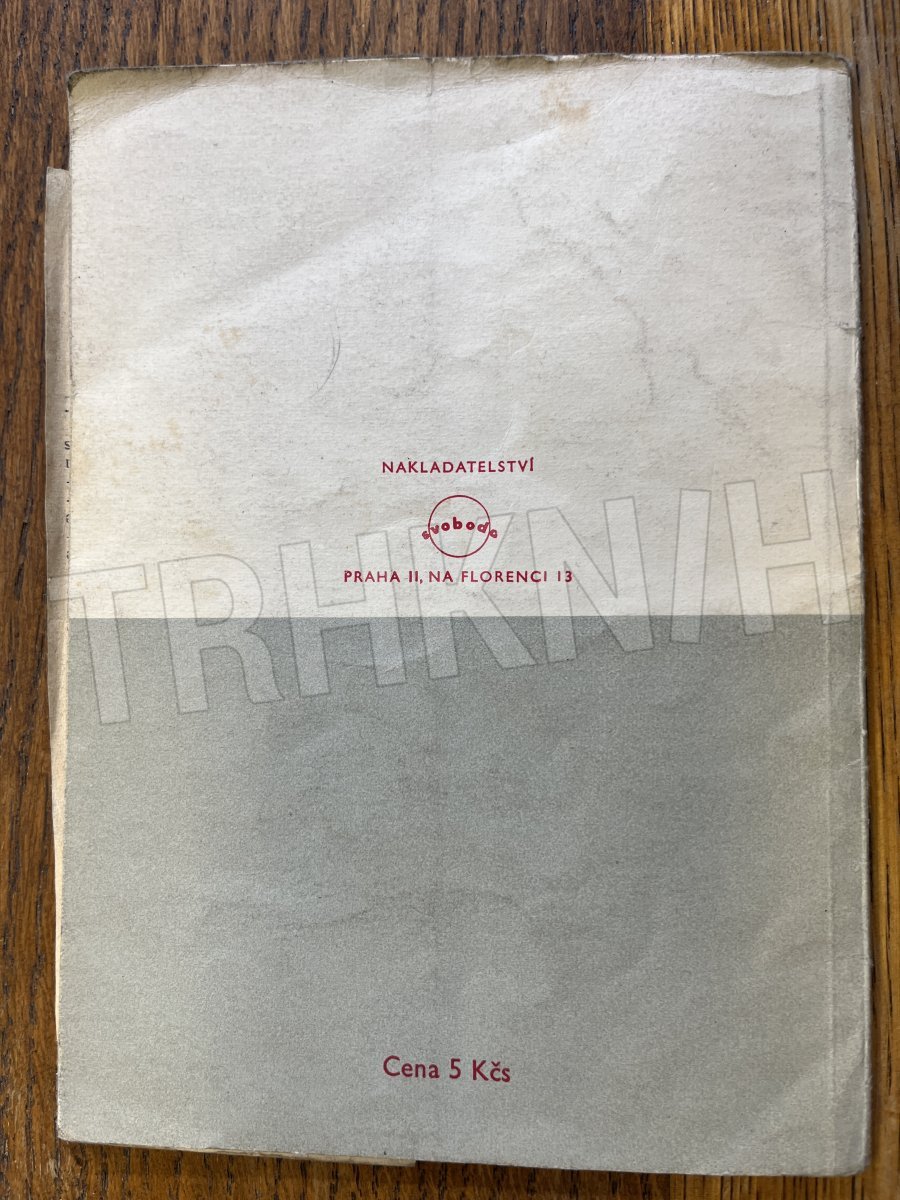 NAKLADATELSTVÍ
svoboda
PRAHA II, NA FLORENCI 13
TRHKNIH
Cena 5 Kčs